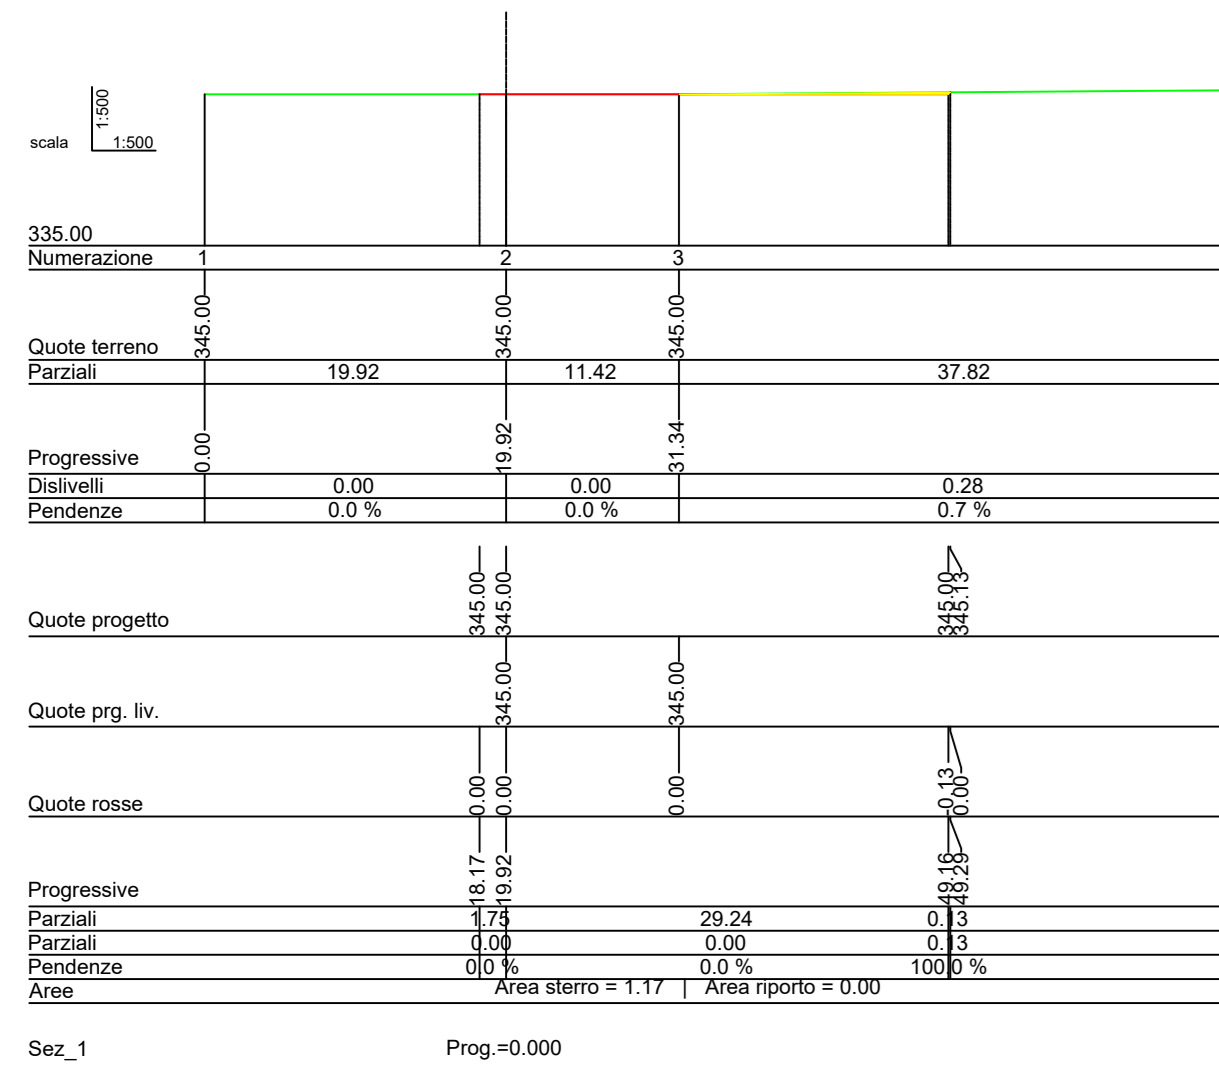 1:500
scala 1:500
335.00
Numerazione 1 2 3
Quote terreno 345.00 345.00 345.00
Parziali 19.92 11.42 37.82
Progressive 0.00 19.92 31.34
Dislivelli 0.00 0.00 0.28
Pendenze 0.0 % 0.0 % 0.7 %
Quote progetto 345.00 345.00 345.00 345.13
Quote prg. liv. 345.00 345.00
Quote rosse 0.00 0.00 0.00 -0.13 0.00
Progressive 18.17 19.92 49.16 49.29
Parziali 1.75 29.24 0.13
Parziali 0.00 0.00 0.13
Pendenze 0.0 % 0.0 % 100.0 %
Aree Area sterro = 1.17 | Area riporto = 0.00
Sez_1 Prog.=0.000